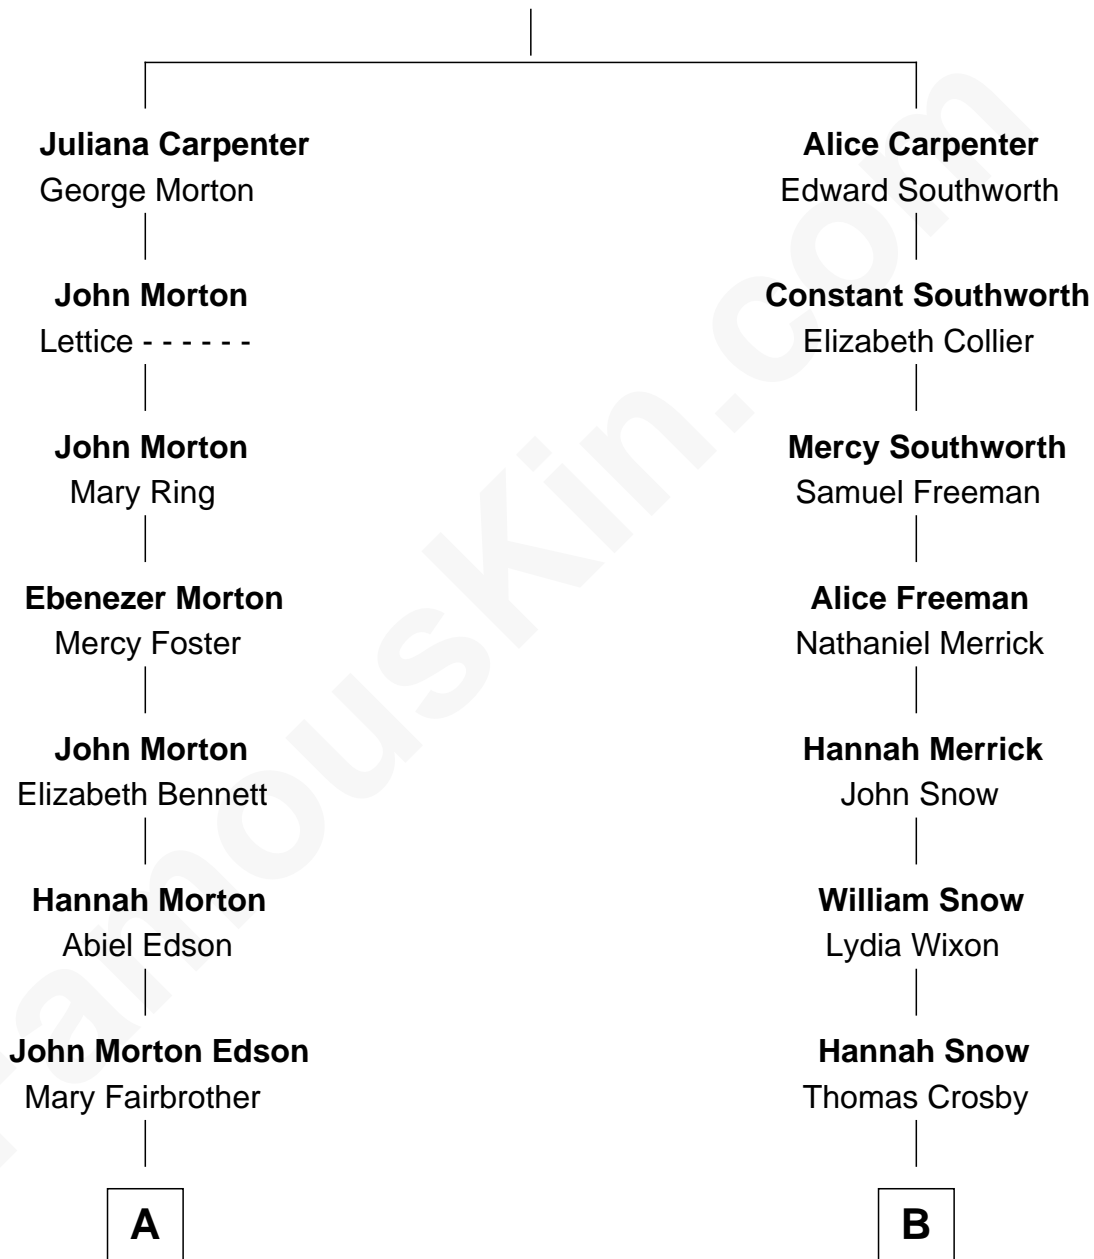 Juliana Carpenter
George Morton
John Morton
Lettice - - - - - -
John Morton
Mary Ring
Ebenezer Morton
Mercy Foster
John Morton
Elizabeth Bennett
Hannah Morton
Abiel Edson
John Morton Edson
Mary Fairbrother
A
Alice Carpenter
Edward Southworth
Constant Southworth
Elizabeth Collier
Mercy Southworth
Samuel Freeman
Alice Freeman
Nathaniel Merrick
Hannah Merrick
John Snow
William Snow
Lydia Wixon
Hannah Snow
Thomas Crosby
B
FamousKin.com